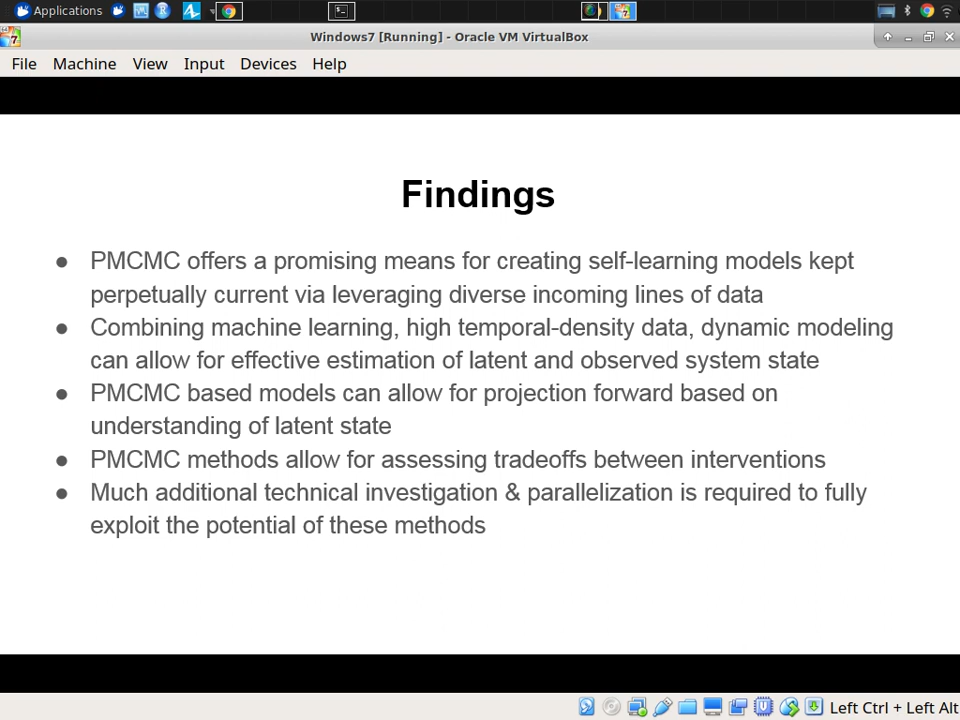 Applications
Windows7 [Running] - Oracle VM VirtualBox
File Machine View Input Devices Help
Findings
● PMCMC offers a promising means for creating self-learning models kept
perpetually current via leveraging diverse incoming lines of data
● Combining machine learning, high temporal-density data, dynamic modeling
can allow for effective estimation of latent and observed system state
● PMCMC based models can allow for projection forward based on
understanding of latent state
● PMCMC methods allow for assessing tradeoffs between interventions
● Much additional technical investigation & parallelization is required to fully
exploit the potential of these methods
Left Ctrl + Left Alt